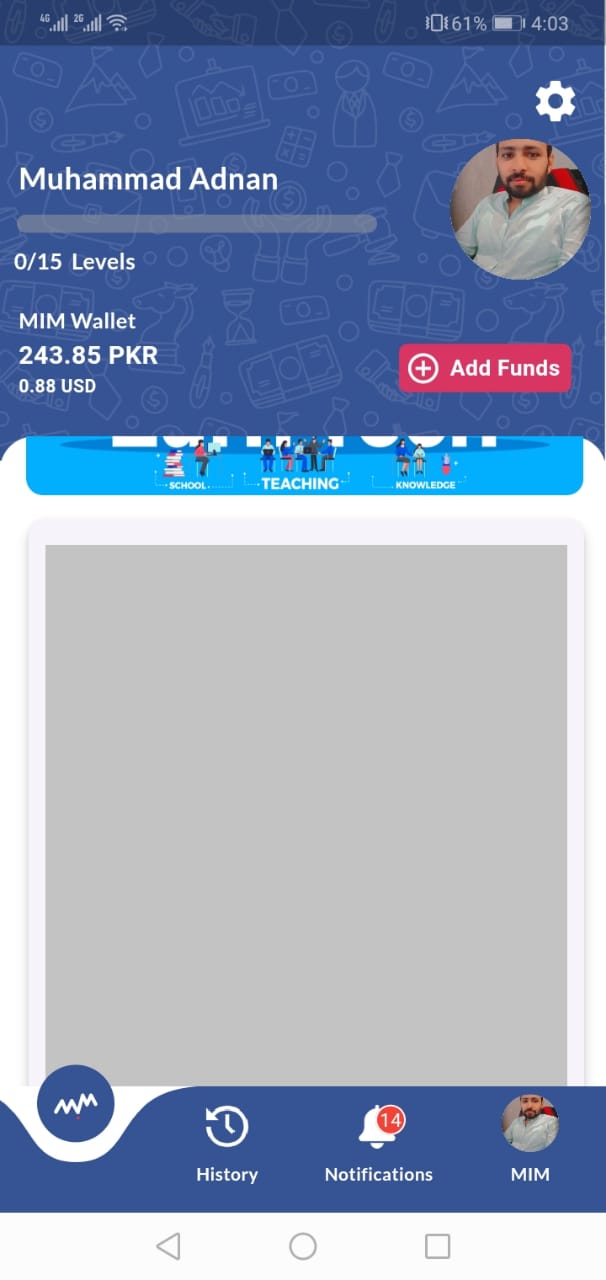 4G 2G 61% 4:03
Muhammad Adnan
0/15 Levels
MIM Wallet
243.85 PKR
0.88 USD
Add Funds
SCHOOL TEACHING KNOWLEDGE
14
History Notifications MIM